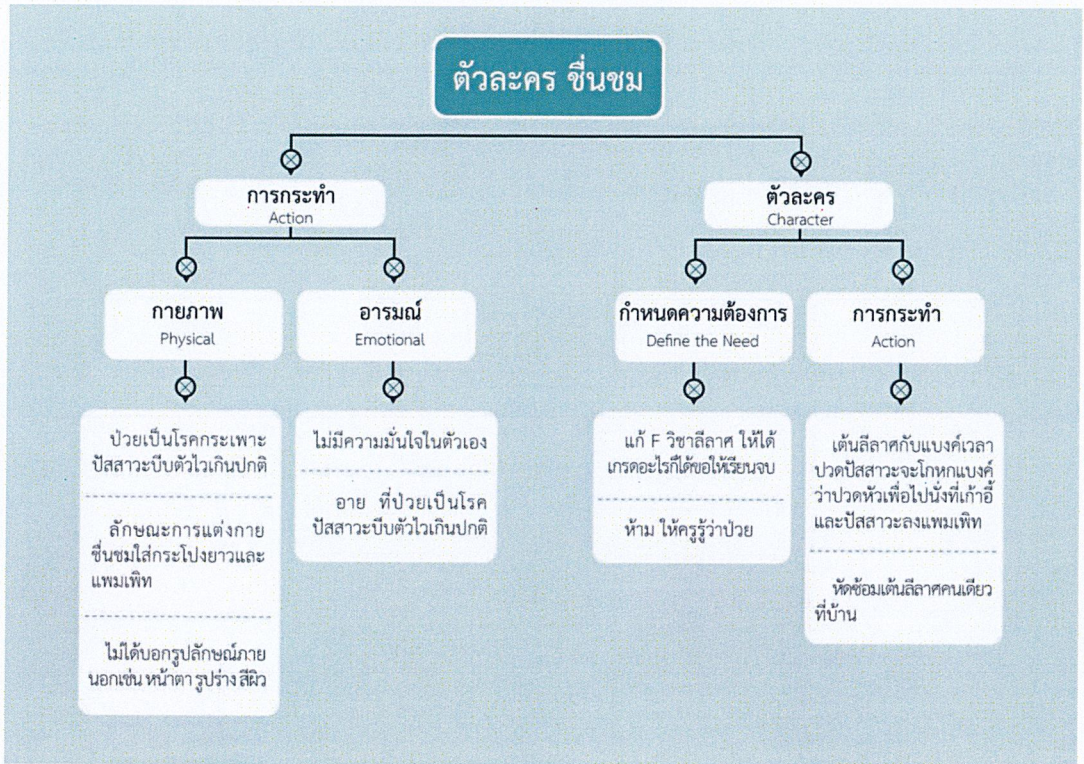 ตัวละคร ชื่นชม
การกระทำ
Action
ตัวละคร
Character
กายภาพ
Physical
อารมณ์
Emotional
กำหนดความต้องการ
Define the Need
การกระทำ
Action
ป่วยเป็นโรคกระเพาะ
ปัสสาวะบีบตัวไวเกินปกติ
ลักษณะการแต่งกาย
ชื่นชมใส่กระโปงยาวและ
แพมเพิท
ไม่ได้บอกรูปลักษณ์ภาย
นอกเช่น หน้าตา รูปร่าง สีผิว
ไม่มีความมั่นใจในตัวเอง
อาย ที่ป่วยเป็นโรค
ปัสสาวะบีบตัวไวเกินปกติ
แก้ F วิชาลีลาศ ให้ได้
เกรดอะไรก็ได้ขอให้เรียนจบ
ห้าม ให้ครูรู้ว่าป่วย
เต้นลีลาศกับแบงค์เวลา
ปวดปัสสาวะจะโกหกแบงค์
ว่าปวดหัวเพื่อไปนั่งที่เก้าอี้
และปัสสาวะลงแพมเพิท
หัดซ้อมเต้นลีลาศคนเดียว
ที่บ้าน